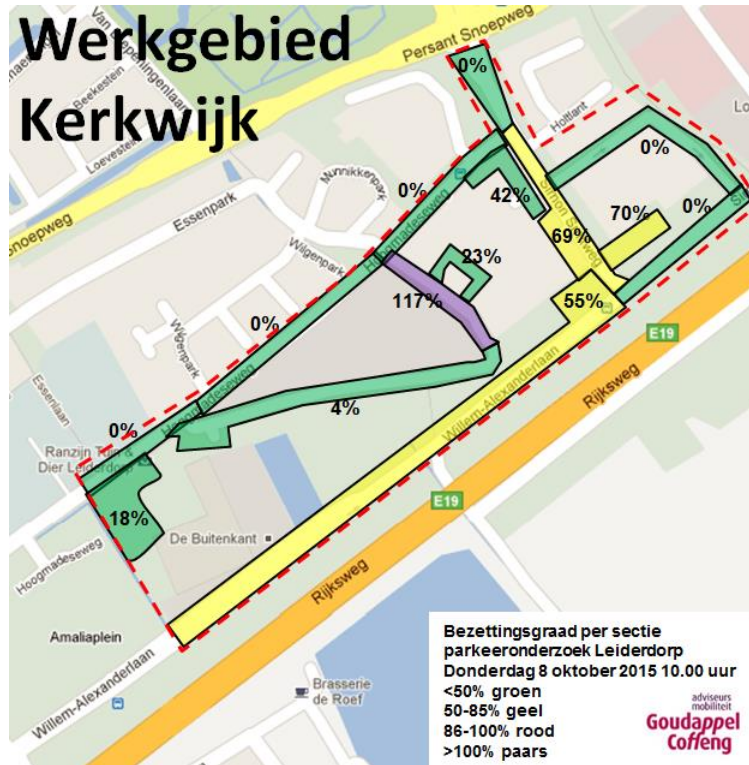 Werkgebied
Kerkwijk
Persant Snoepweg
Beekestein
Loevestein
Munnikkenpark
Essenpark
Snoepweg
Wilgenpark
Wilgenpark
Essenlaan
Hoogmadeseweg
Hoogmadeseweg
Holtlant
Lo
0%
0%
0%
42%
Simon Smitweg
69%
70%
0%
23%
117%
55%
0%
4%
0%
Ranzijn Tuin &
Dier Leiderdorp
18%
Hoogmadeseweg
De Buitenkant
Willem-Alexanderlaan
E19
Rijksweg
E19
Rijksweg
Amaliaplein
Willem-Alexanderlaan
Brasserie
de Roef
Bezettingsgraad per sectie
parkeeronderzoek Leiderdorp
Donderdag 8 oktober 2015 10.00 uur
<50% groen
50-85% geel
86-100% rood
>100% paars
adviseurs
mobiliteit
Goudappel
Coffeng